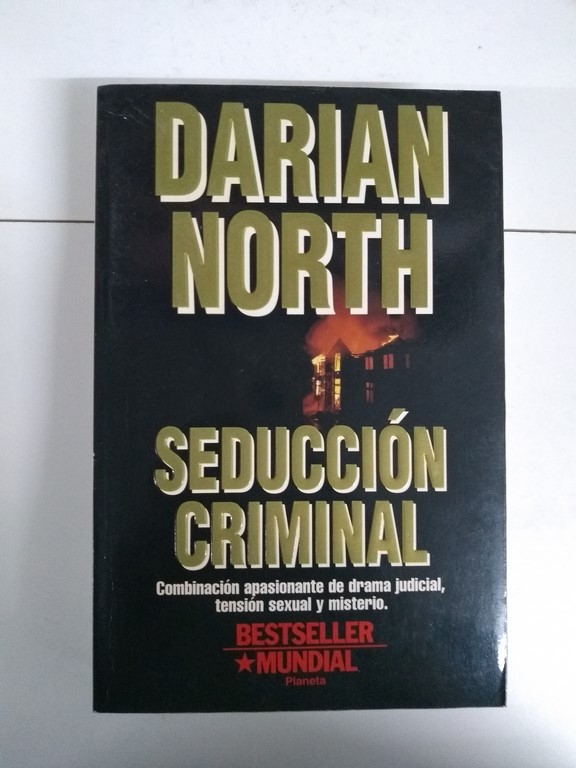 DARIAN
NORTH
SEDUCCIÓN
CRIMINAL
Combinación apasionante de drama judicial,
tensión sexual y misterio.
BESTSELLER
★MUNDIAL
Planeta